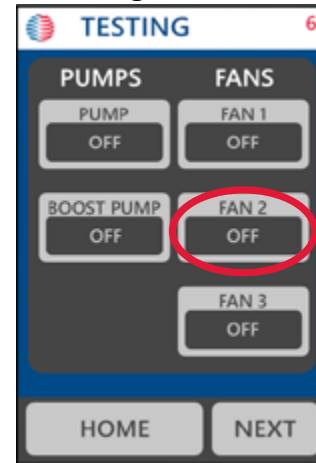 TESTING 6
PUMPS FANS
PUMP FAN 1
OFF OFF
BOOST PUMP FAN 2
OFF OFF
FAN 3
OFF
HOME NEXT